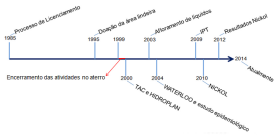 Processo de Licenciamento
Doação da área lindeira
Afloramento de líquidos
IPT
Resultados Nickol
1985
1995
1999
2003
2009
2012
2014
Encerramento das atividades no aterro
2000
2004
2010
Atualmente
TAC e HIDROPLAN
WATERLOO e estudo epidemiológico
NICKOL